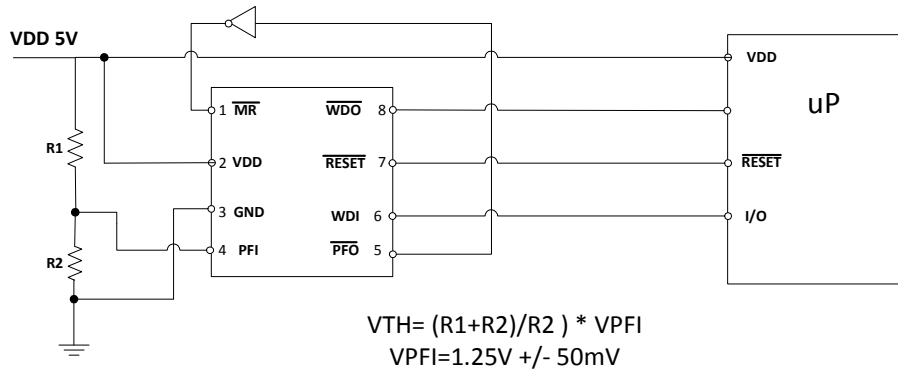 VDD 5V
VDD
uP
1 MR WDO 8
R1
2 VDD RESET 7 RESET
3 GND WDI 6 I/O
4 PFI PFO 5
R2
VTH= (R1+R2)/R2 ) * VPFI
VPFI=1.25V +/- 50mV